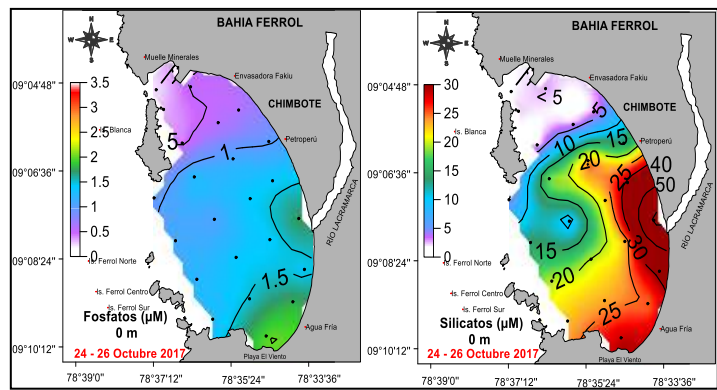 BAHIA FERROL
N
W E
S
Muelle Minerales
Envasadora Fakiu
09°04'48"
3.5
3
2.5
2
1.5
1
0.5
0
CHIMBOTE
Is. Blanca
5
1
Petroperú
09°06'36"
RÍO LACRAMARCA
09°08'24"
Is. Ferrol Norte
1.5
Is. Ferrol Centro
Is. Ferrol Sur
Fosfatos (µM)
0 m
Agua Fría
24 - 26 Octubre 2017
09°10'12"
Playa El Viento
78°39'0" 78°37'12" 78°35'24" 78°33'36"
BAHIA FERROL
N
W E
S
Muelle Minerales
Envasadora Fakiu
09°04'48"
30
25
20
15
10
5
0
< 5
5
CHIMBOTE
Is. Blanca
10
15
Petroperú
20
25
40
50
09°06'36"
RÍO LACRAMARCA
15
30
09°08'24"
Is. Ferrol Norte
20
Is. Ferrol Centro
Is. Ferrol Sur
25
Silicatos (µM)
0 m
Agua Fría
24 - 26 Octubre 2017
09°10'12"
Playa El Viento
78°39'0" 78°37'12" 78°35'24" 78°33'36"